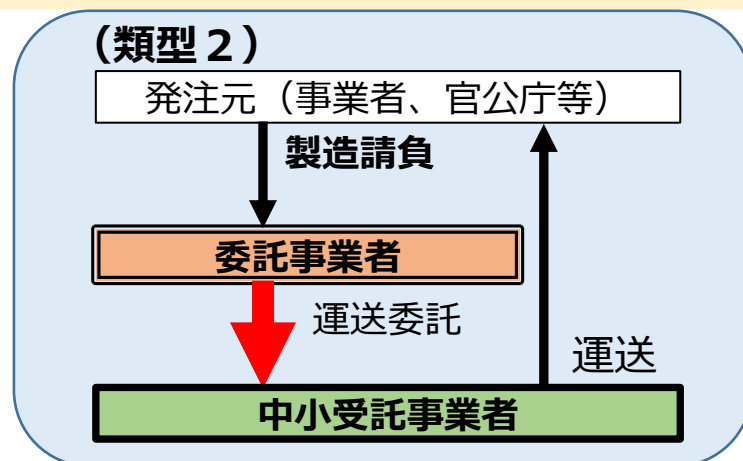 （類型２）
発注元（事業者、官公庁等）
製造請負
委託事業者
運送委託
運送
中小受託事業者